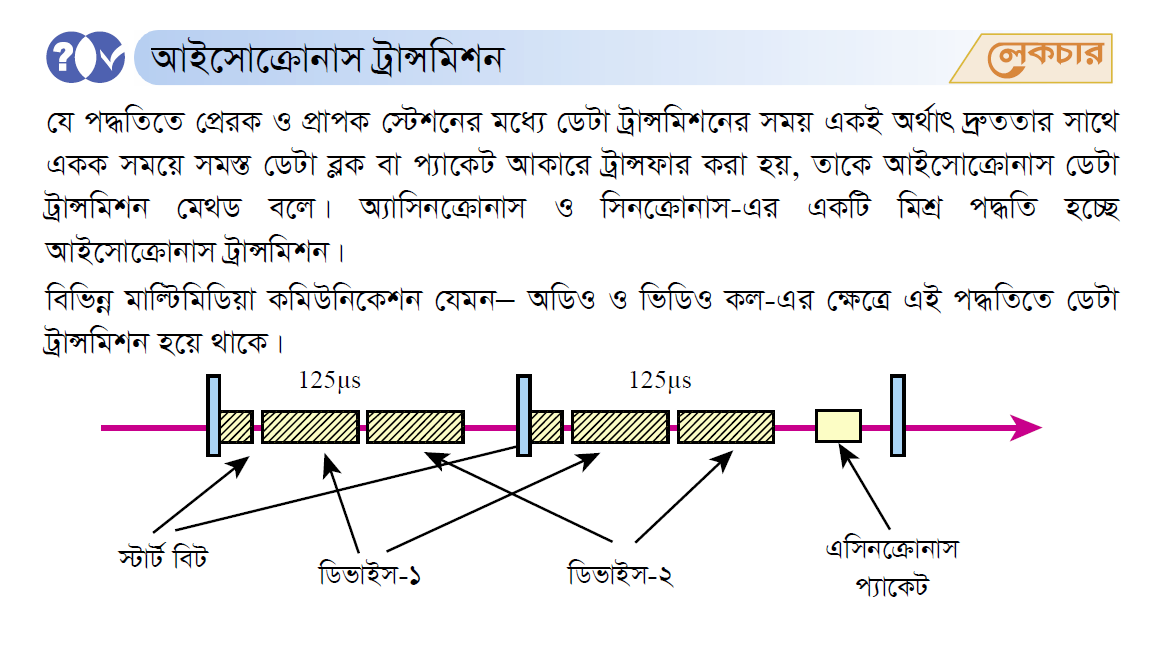 আইসোক্রোনাস ট্রান্সমিশন
লেকচার
যে পদ্ধতিতে প্রেরক ও প্রাপক স্টেশনের মধ্যে ডেটা ট্রান্সমিশনের সময় একই অর্থাৎ দ্রুততার সাথে
একক সময়ে সমস্ত ডেটা ব্লক বা প্যাকেট আকারে ট্রান্সফার করা হয়, তাকে আইসোক্রোনাস ডেটা
ট্রান্সমিশন মেথড বলে। অ্যাসিনক্রোনাস ও সিনক্রোনাস-এর একটি মিশ্র পদ্ধতি হচ্ছে
আইসোক্রোনাস ট্রান্সমিশন।
বিভিন্ন মাল্টিমিডিয়া কমিউনিকেশন যেমন– অডিও ও ভিডিও কল-এর ক্ষেত্রে এই পদ্ধতিতে ডেটা
ট্রান্সমিশন হয়ে থাকে।
125μs
125μs
স্টার্ট বিট
ডিভাইস-১
ডিভাইস-২
এসিনক্রোনাস
প্যাকেট